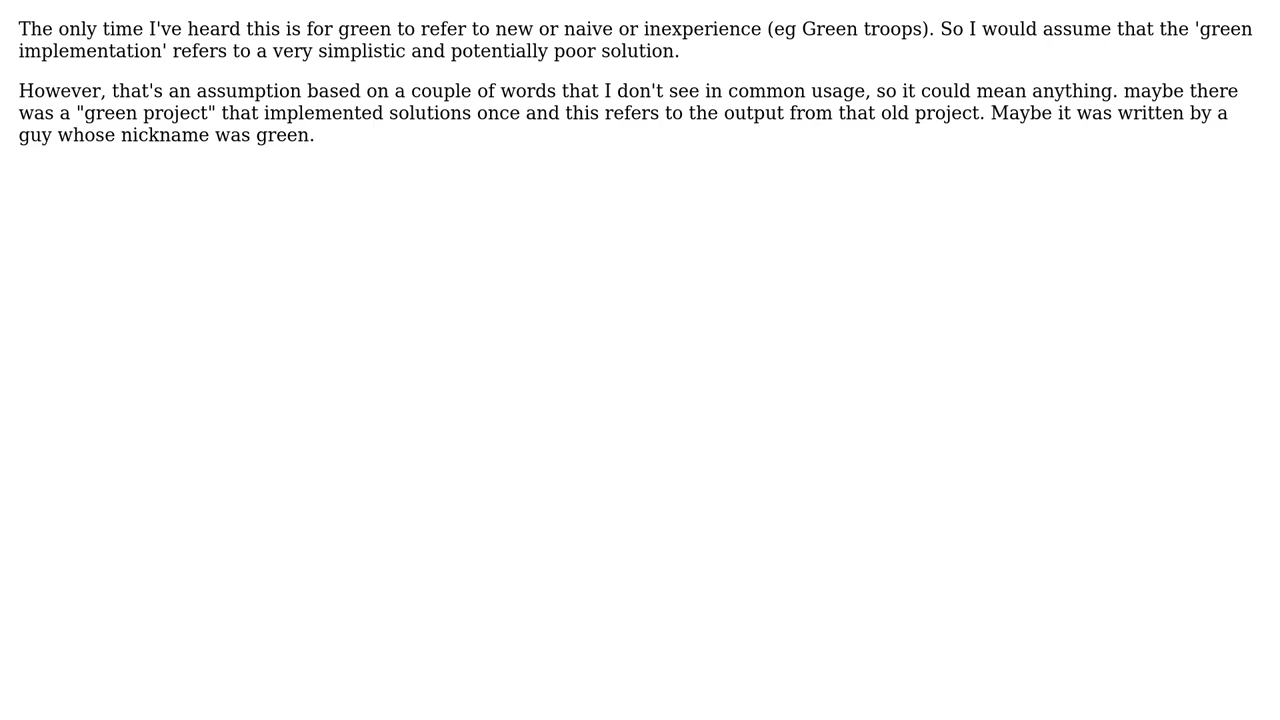 The only time I've heard this is for green to refer to new or naive or inexperience (eg Green troops). So I would assume that the 'green
implementation' refers to a very simplistic and potentially poor solution.
However, that's an assumption based on a couple of words that I don't see in common usage, so it could mean anything. maybe there
was a "green project" that implemented solutions once and this refers to the output from that old project. Maybe it was written by a
guy whose nickname was green.